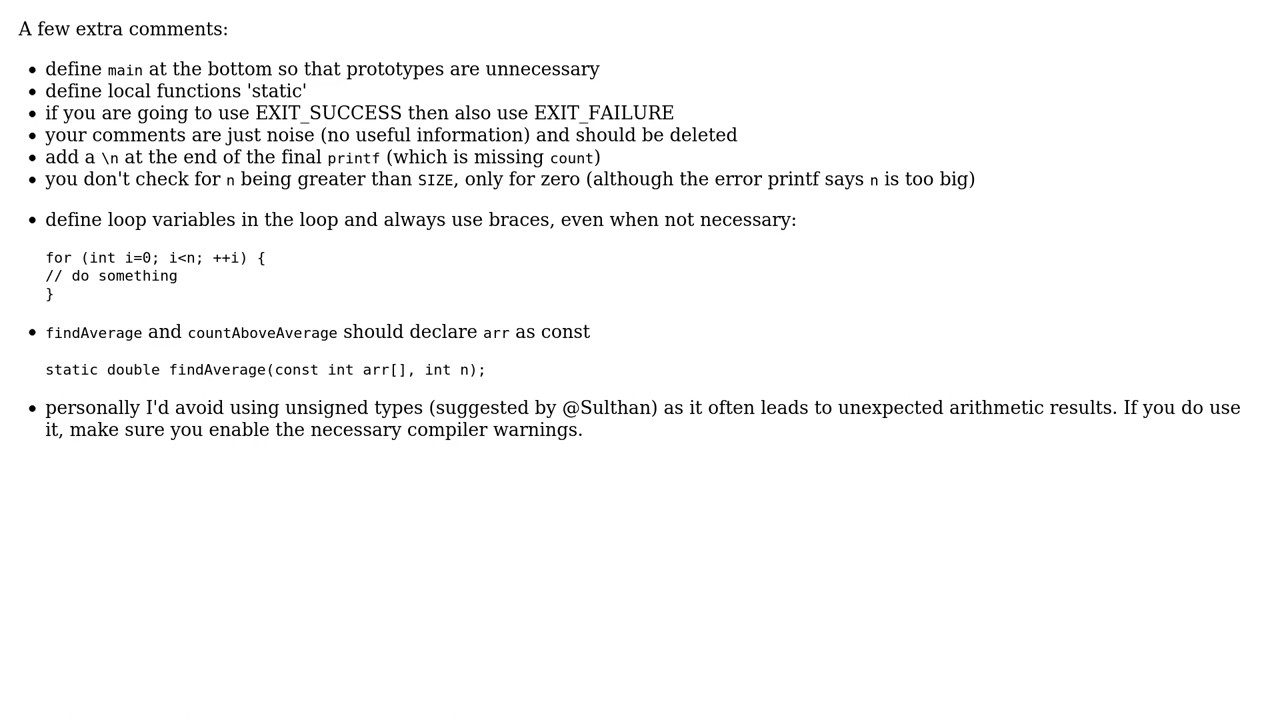 A few extra comments:
define main at the bottom so that prototypes are unnecessary
define local functions 'static'
if you are going to use EXIT_SUCCESS then also use EXIT_FAILURE
your comments are just noise (no useful information) and should be deleted
add a \n at the end of the final printf (which is missing count)
you don't check for n being greater than SIZE, only for zero (although the error printf says n is too big)
define loop variables in the loop and always use braces, even when not necessary:
for (int i=0; i<n; ++i) {
// do something
}
findAverage and countAboveAverage should declare arr as const
static double findAverage(const int arr[], int n);
personally I'd avoid using unsigned types (suggested by @Sulthan) as it often leads to unexpected arithmetic results. If you do use
it, make sure you enable the necessary compiler warnings.